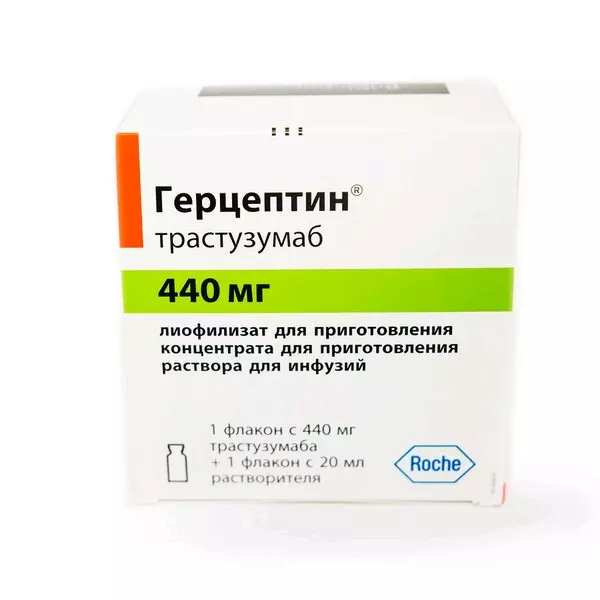 Герцептин®
трастузумаб
440 мг
лиофилизат для приготовления
концентрата для приготовления
раствора для инфузий
1 флакон с 440 мг
трастузумаба
+ 1 флакон с 20 мл
растворителя
Roche